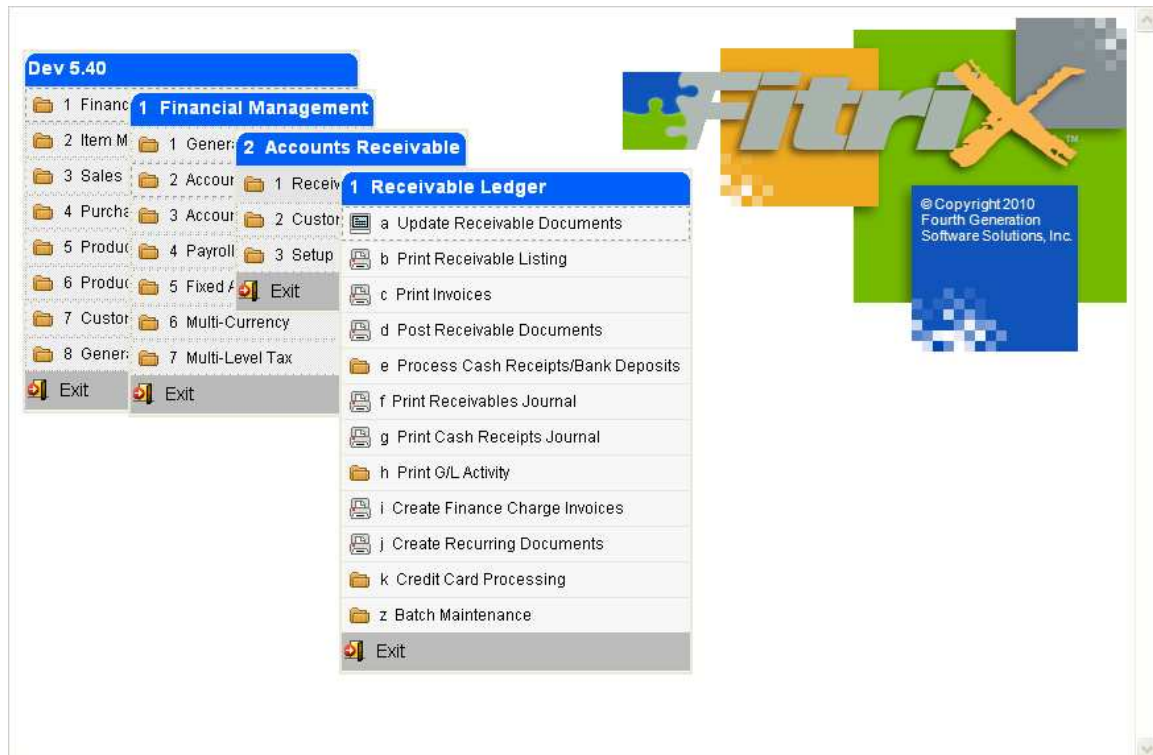 Dev 5.40
1 Financ
2 Item M
3 Sales
4 Purcha
5 Produc
6 Produc
7 Custom
8 Genera
Exit
1 Financial Management
1 Genera
2 Accoun
3 Accoun
4 Payroll
5 Fixed A
6 Multi-Currency
7 Multi-Level Tax
Exit
2 Accounts Receivable
1 Receiv
2 Custor
3 Setup
Exit
1 Receivable Ledger
a Update Receivable Documents
b Print Receivable Listing
c Print Invoices
d Post Receivable Documents
e Process Cash Receipts/Bank Deposits
f Print Receivables Journal
g Print Cash Receipts Journal
h Print G/L Activity
i Create Finance Charge Invoices
j Create Recurring Documents
k Credit Card Processing
z Batch Maintenance
Exit
FitriX™
© Copyright 2010
Fourth Generation
Software Solutions, Inc.